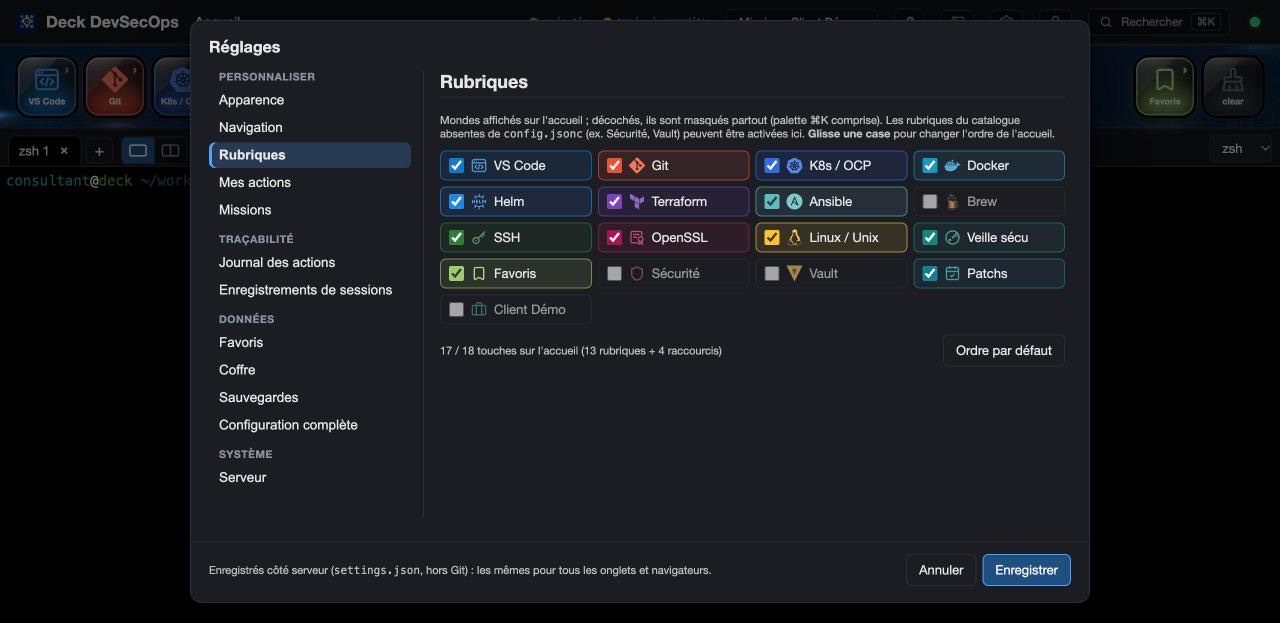 Deck DevSecOps
Accueil
Rechercher ⌘K
Réglages
PERSONNALISER
Apparence
Navigation
Rubriques
Mes actions
Missions
TRAÇABILITÉ
Journal des actions
Enregistrements de sessions
DONNÉES
Favoris
Coffre
Sauvegardes
Configuration complète
SYSTÈME
Serveur
Rubriques
Mondes affichés sur l'accueil ; décochés, ils sont masqués partout (palette ⌘K comprise). Les rubriques du catalogue
absentes de config.jsonc (ex. Sécurité, Vault) peuvent être activées ici. Glisse une case pour changer l'ordre de l'accueil.
VS Code Git K8s / OCP Docker
Helm Terraform Ansible Brew
SSH OpenSSL Linux / Unix Veille sécu
Favoris Sécurité Vault Patchs
Client Démo
17 / 18 touches sur l'accueil (13 rubriques + 4 raccourcis)
Ordre par défaut
Enregistrés côté serveur (settings.json, hors Git) : les mêmes pour tous les onglets et navigateurs.
Annuler Enregistrer
VS Code Git K8s /
Favoris clear
zsh 1 × +
zsh
consultant@deck ~/work